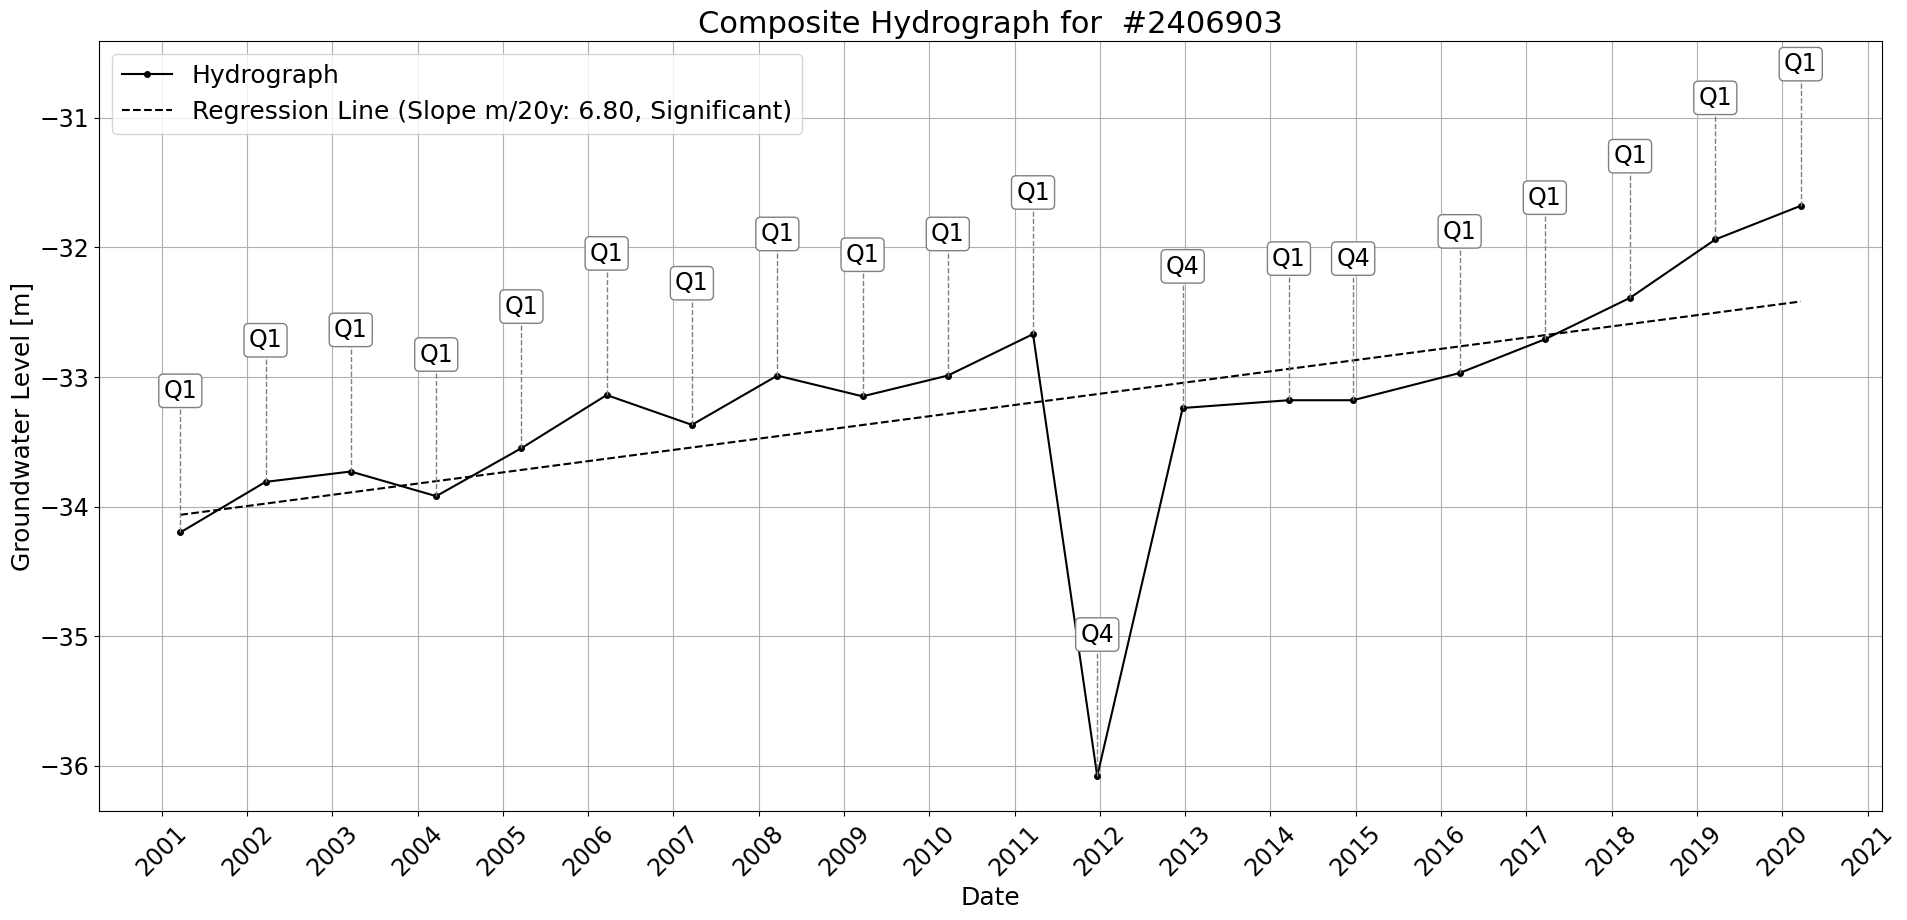 Composite Hydrograph for  #2406903
Hydrograph
Regression Line (Slope m/20y: 6.80, Significant)
Q1
Q1
Q1
Q1
Q1
Q1
Q1
Q1
Q1
Q1
Q1
Q4
Q4
Q1
Q4
Q1
Q1
Q1
Q1
Q1
Groundwater Level [m]
−31
−32
−33
−34
−35
−36
2001
2002
2003
2004
2005
2006
2007
2008
2009
2010
2011
2012
2013
2014
2015
2016
2017
2018
2019
2020
2021
Date